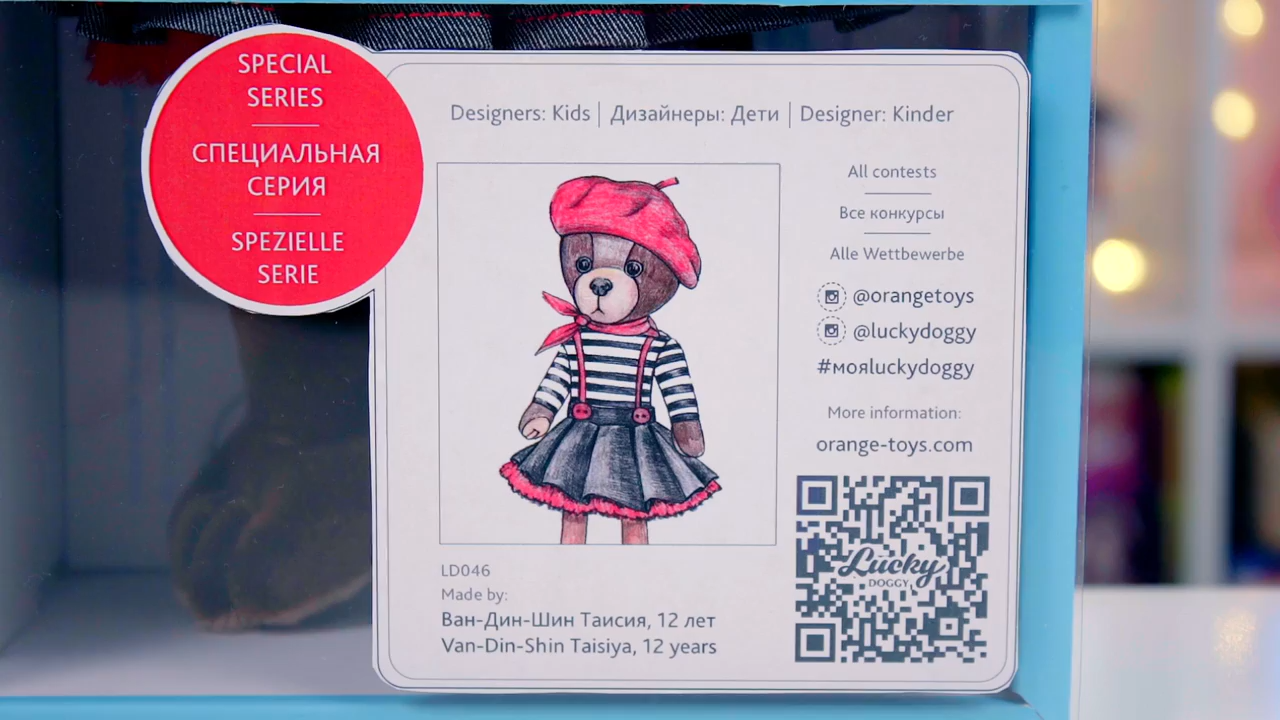 SPECIAL
SERIES
СПЕЦИАЛЬНАЯ
СЕРИЯ
SPEZIELLE
SERIE
Designers: Kids | Дизайнеры: Дети | Designer: Kinder
All contests
Все конкурсы
Alle Wettbewerbe
@orangetoys
@luckydoggy
#мояluckydoggy
More information:
orange-toys.com
Lucky
DOGGY
LD046
Made by:
Ван-Дин-Шин Таисия, 12 лет
Van-Din-Shin Taisiya, 12 years